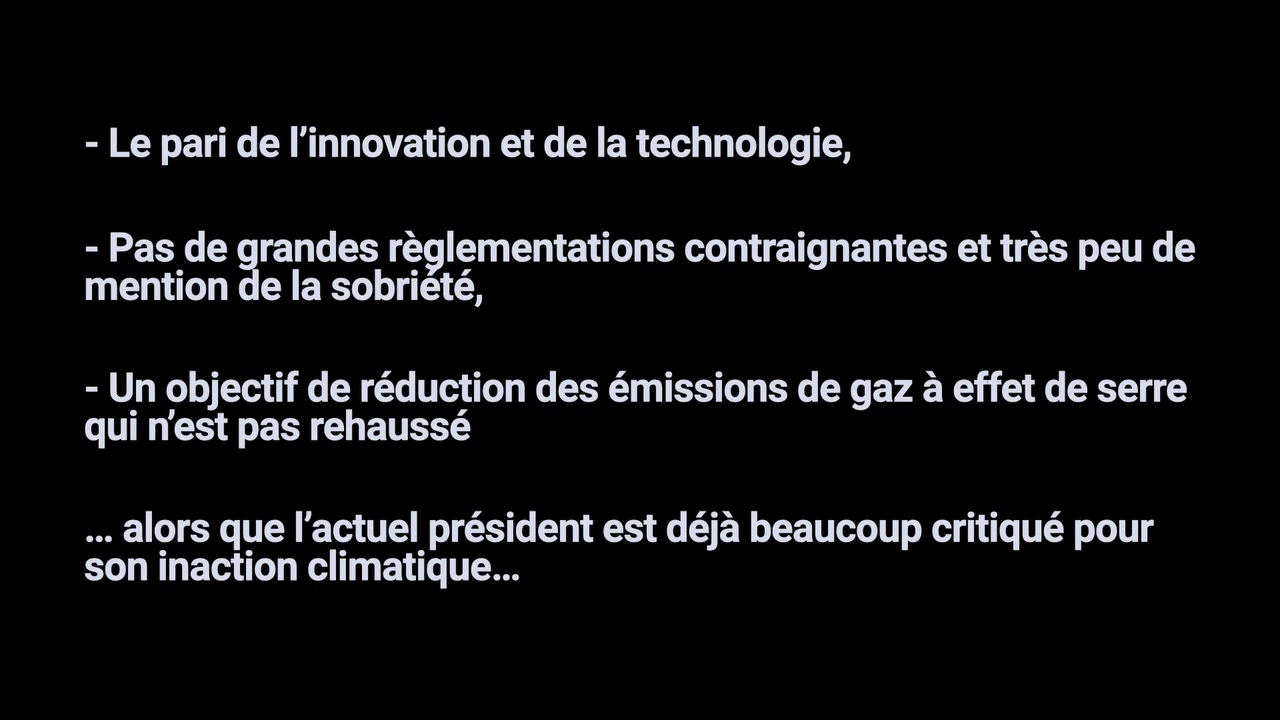 - Le pari de l’innovation et de la technologie,
- Pas de grandes règlementations contraignantes et très peu de
mention de la sobriété,
- Un objectif de réduction des émissions de gaz à effet de serre
qui n’est pas rehaussé
… alors que l’actuel président est déjà beaucoup critiqué pour
son inaction climatique…